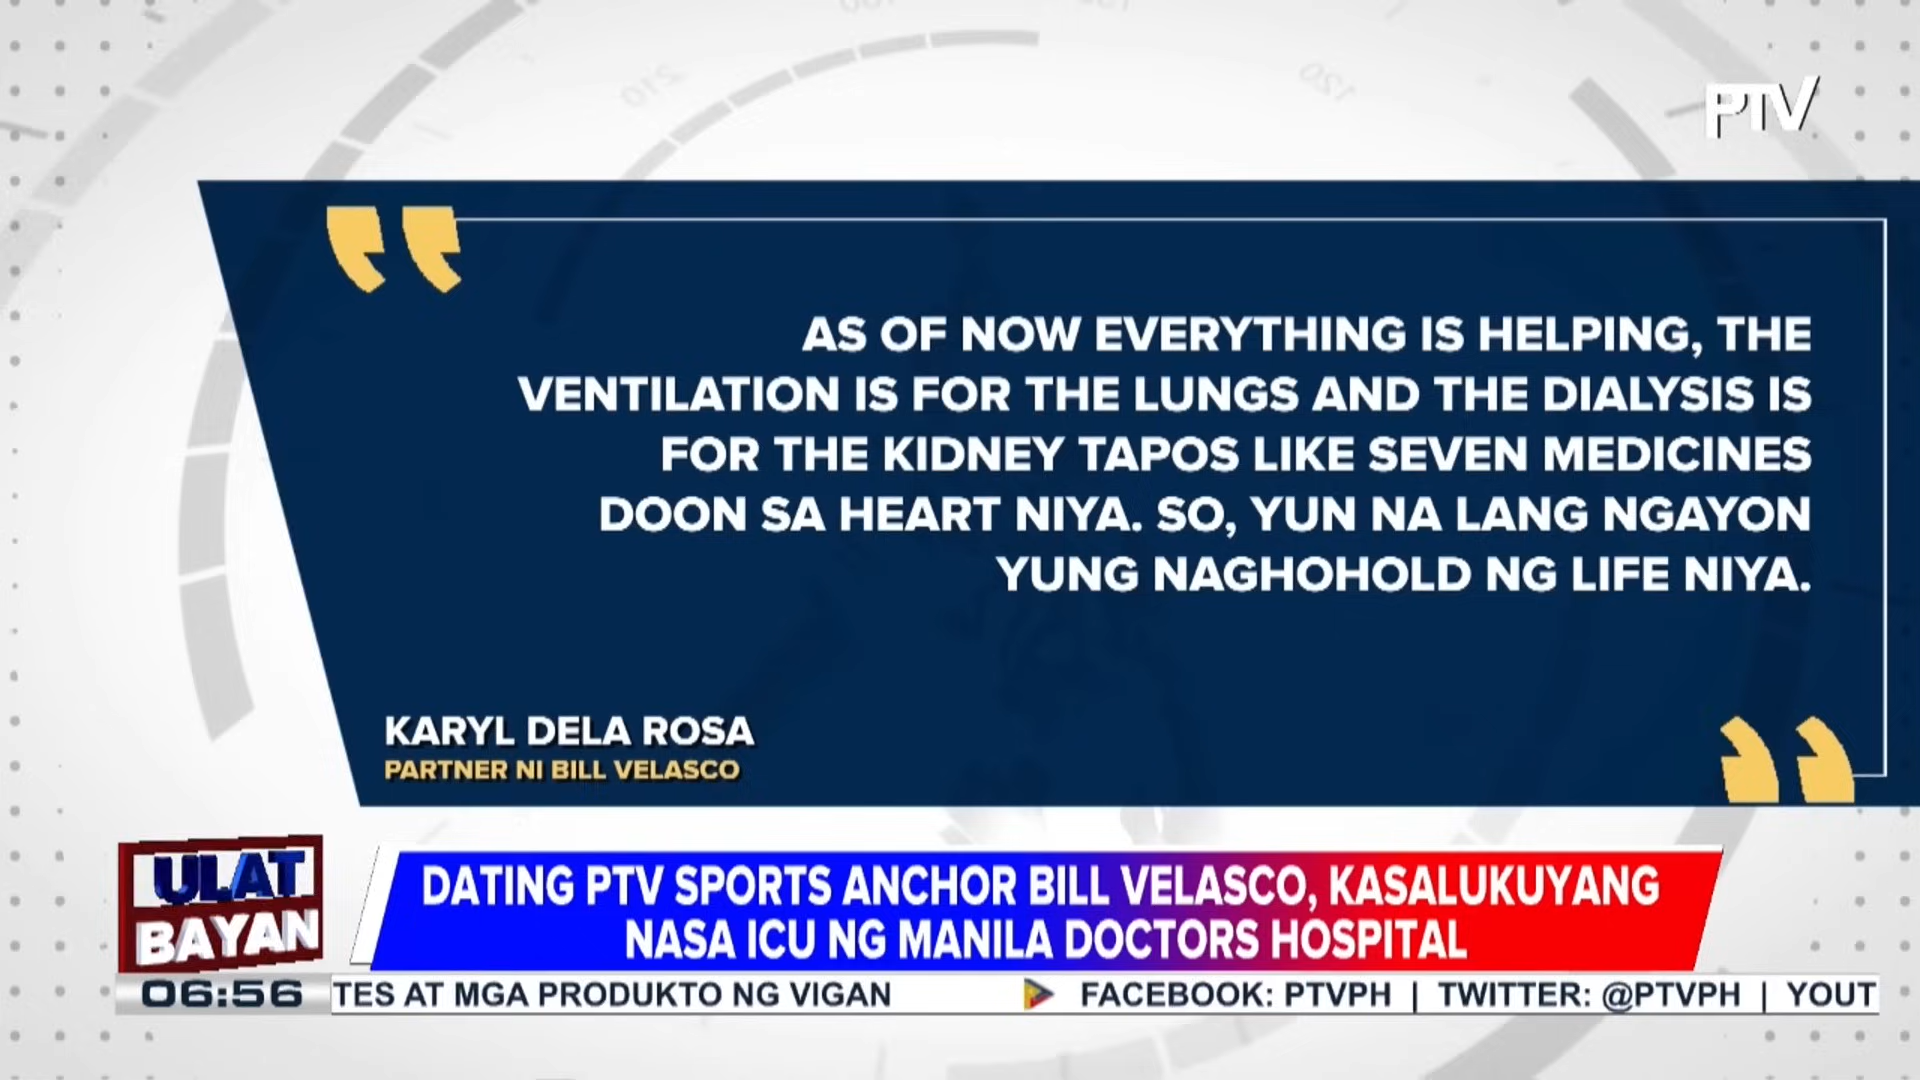 PTV
AS OF NOW EVERYTHING IS HELPING, THE
VENTILATION IS FOR THE LUNGS AND THE DIALYSIS IS
FOR THE KIDNEY TAPOS LIKE SEVEN MEDICINES
DOON SA HEART NIYA. SO, YUN NA LANG NGAYON
YUNG NAGHOHOLD NG LIFE NIYA.
KARYL DELA ROSA
PARTNER NI BILL VELASCO
ULAT
BAYAN
DATING PTV SPORTS ANCHOR BILL VELASCO, KASALUKUYANG
NASA ICU NG MANILA DOCTORS HOSPITAL
06:56
TES AT MGA PRODUKTO NG VIGAN FACEBOOK: PTVPH | TWITTER: @PTVPH | YOUT